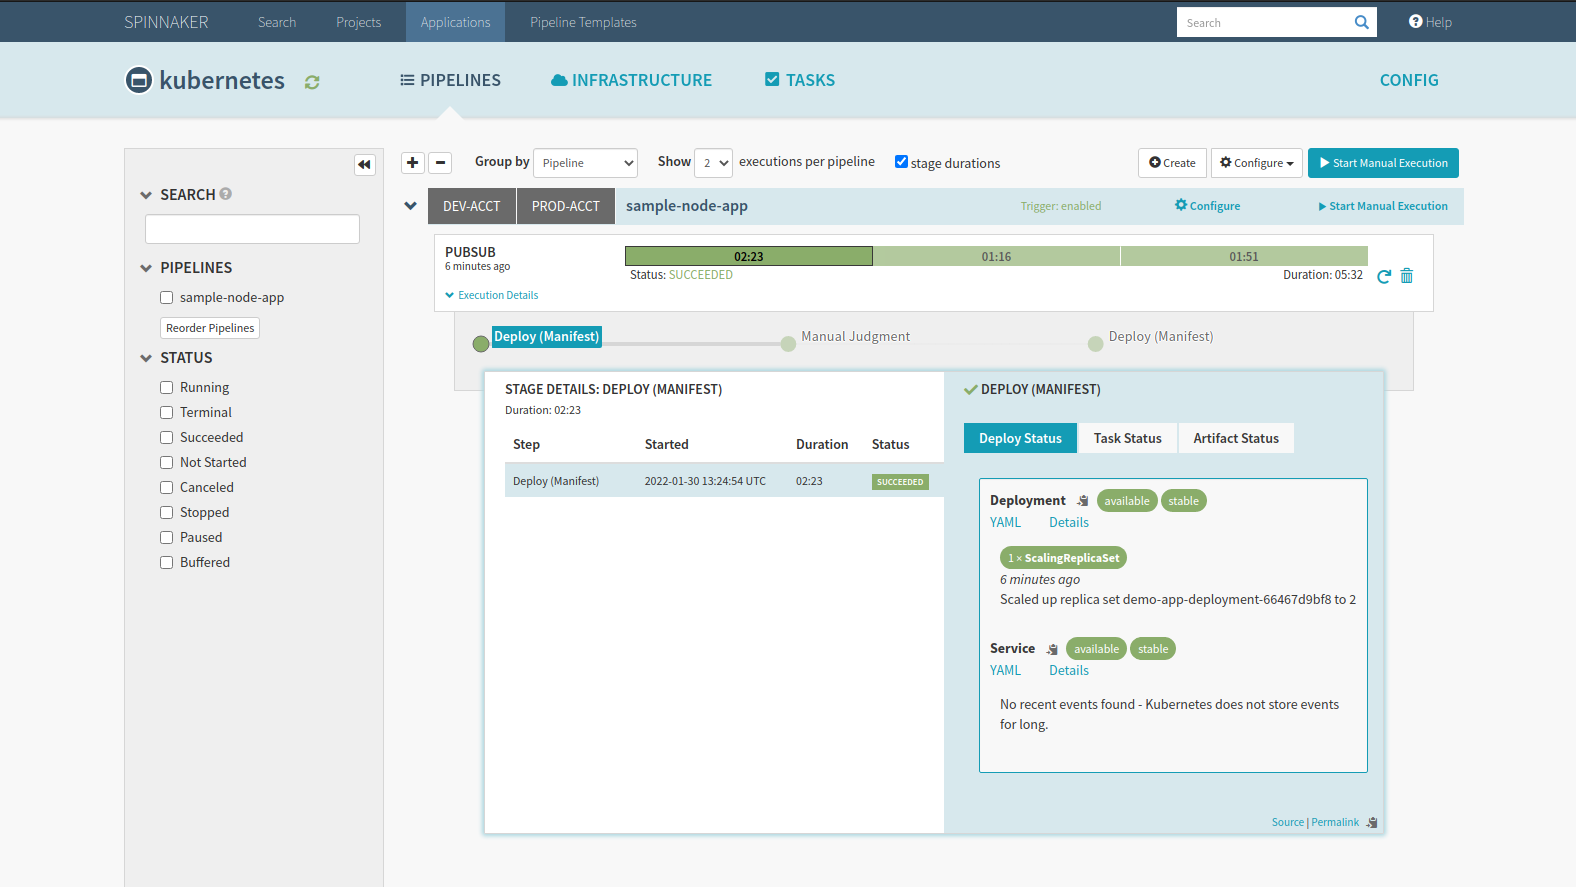 SPINNAKER Search Projects Applications Pipeline Templates Search Help
kubernetes PIPELINES INFRASTRUCTURE TASKS CONFIG
SEARCH
PIPELINES
sample-node-app
Reorder Pipelines
STATUS
Running
Terminal
Succeeded
Not Started
Canceled
Stopped
Paused
Buffered
Group by Pipeline Show 2 executions per pipeline stage durations Create Configure Start Manual Execution
DEV-ACCT PROD-ACCT sample-node-app Trigger: enabled Configure Start Manual Execution
PUBSUB 02:23 01:16 01:51
6 minutes ago Status: SUCCEEDED Duration: 05:32
Execution Details
Deploy (Manifest) Manual Judgment Deploy (Manifest)
STAGE DETAILS: DEPLOY (MANIFEST)
Duration: 02:23
Step Started Duration Status
Deploy (Manifest) 2022-01-30 13:24:54 UTC 02:23 SUCCEEDED
DEPLOY (MANIFEST)
Deploy Status Task Status Artifact Status
Deployment available stable
YAML Details
1 × ScalingReplicaSet
6 minutes ago
Scaled up replica set demo-app-deployment-66467d9bf8 to 2
Service available stable
YAML Details
No recent events found - Kubernetes does not store events
for long.
Source | Permalink